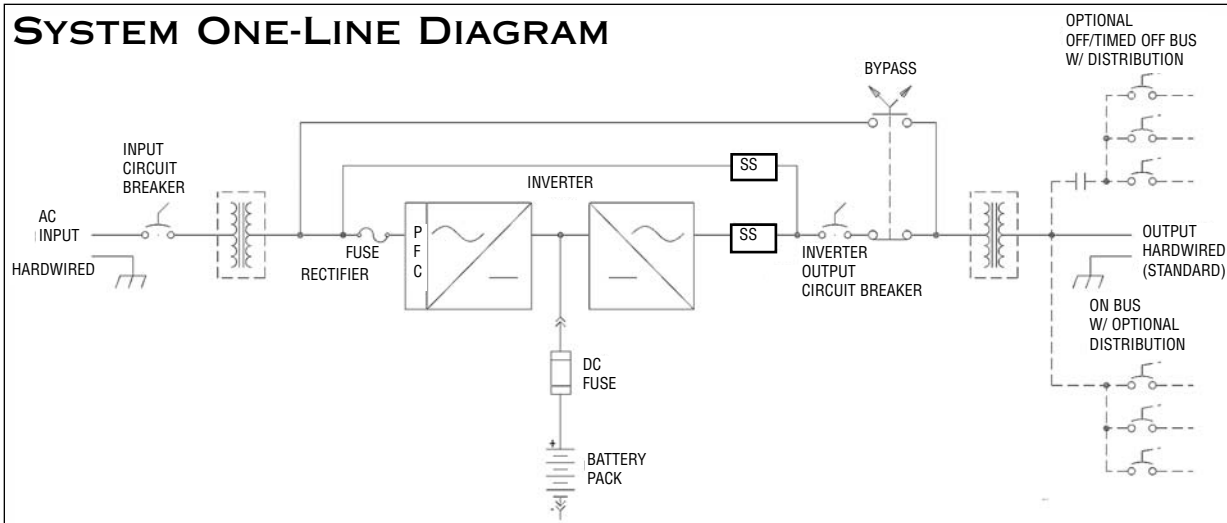 SYSTEM ONE-LINE DIAGRAM
OPTIONAL
OFF/TIMED OFF BUS
W/ DISTRIBUTION
BYPASS
INPUT
CIRCUIT
BREAKER
SS
INVERTER
AC
INPUT
HARDWIRED
FUSE
RECTIFIER
P
F
C
SS
INVERTER
OUTPUT
CIRCUIT BREAKER
OUTPUT
HARDWIRED
(STANDARD)
ON BUS
W/ OPTIONAL
DISTRIBUTION
DC
FUSE
+
BATTERY
PACK
-